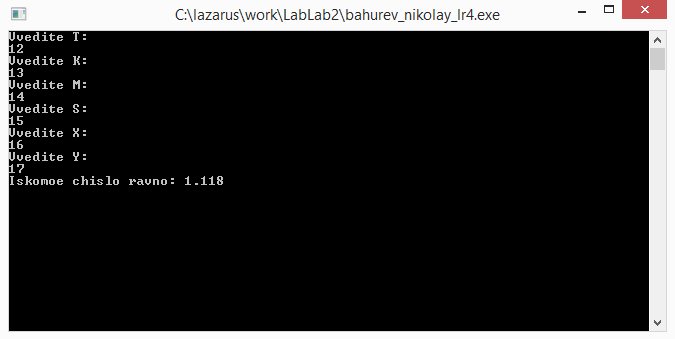 C:\lazarus\work\LabLab2\bahurev_nikolay_lr4.exe
Vvedite T:
12
Vvedite K:
13
Vvedite M:
14
Vvedite S:
15
Vvedite X:
16
Vvedite Y:
17
Iskomoe chislo ravno: 1.118